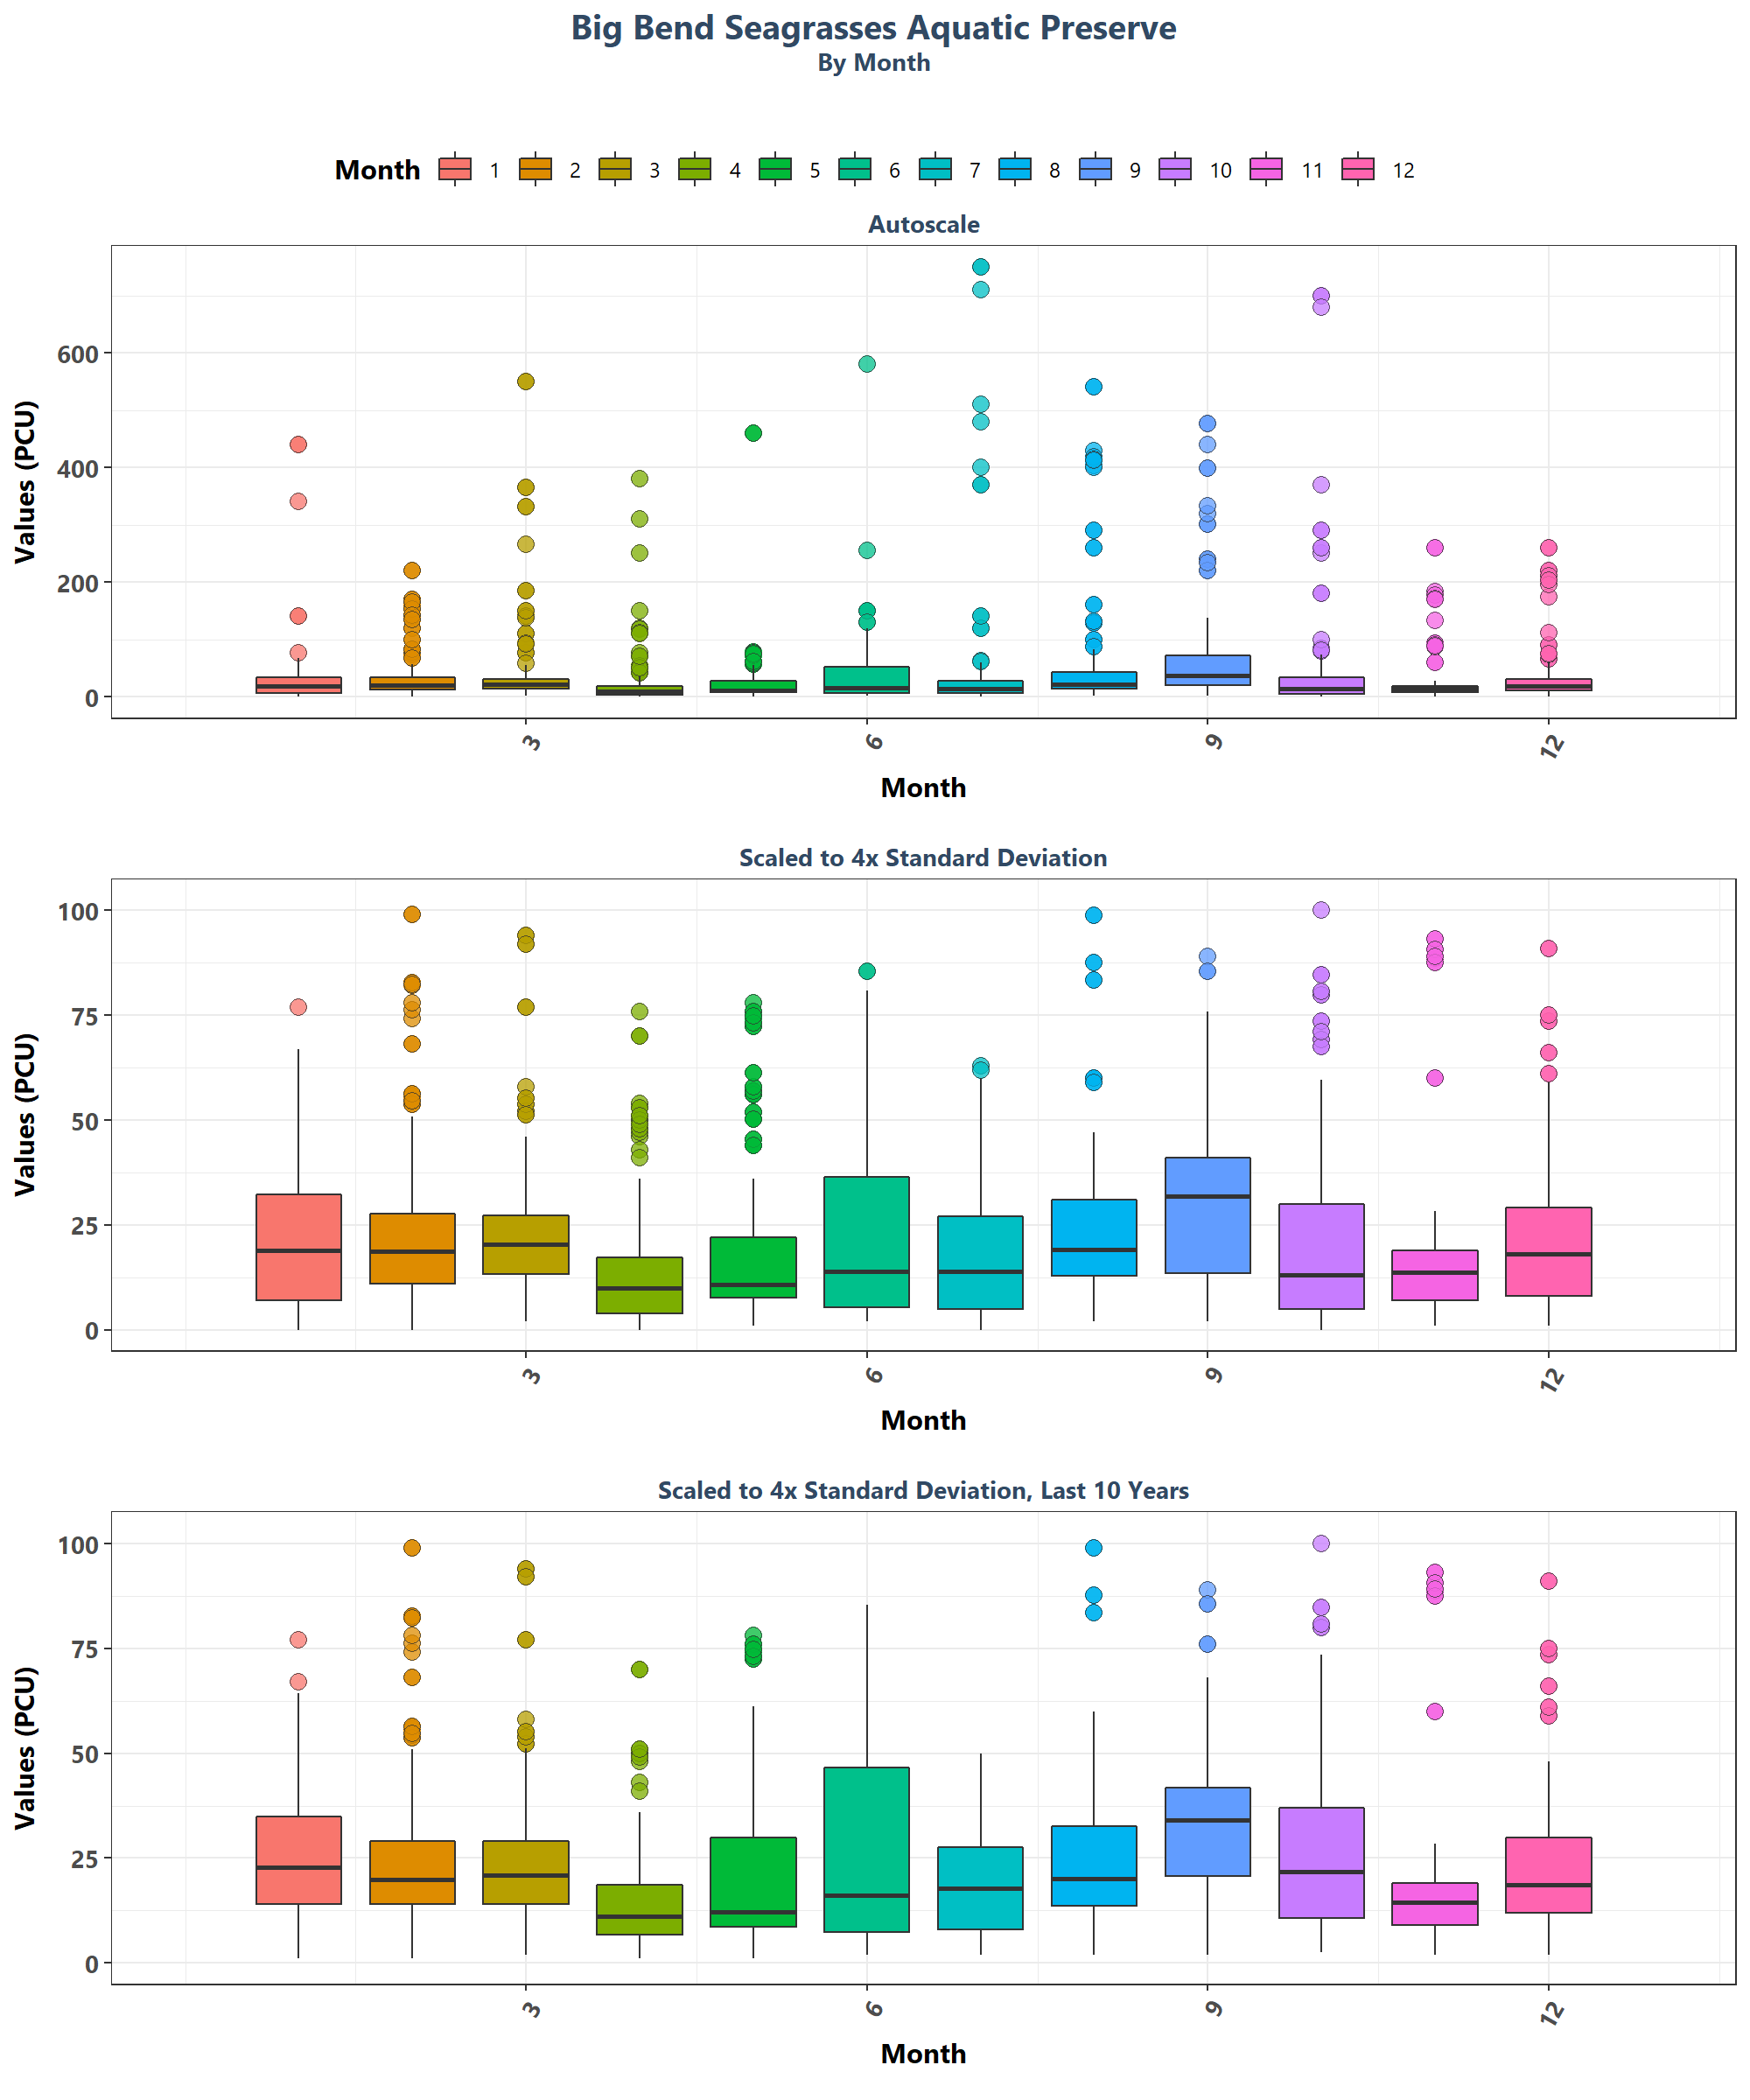 Big Bend Seagrasses Aquatic Preserve
By Month
Month 1 2 3 4 5 6 7 8 9 10 11 12
Autoscale
Values (PCU)
600
400
200
0
3 6 9 12
Month
Scaled to 4x Standard Deviation
Values (PCU)
100
75
50
25
0
3 6 9 12
Month
Scaled to 4x Standard Deviation, Last 10 Years
Values (PCU)
100
75
50
25
0
3 6 9 12
Month